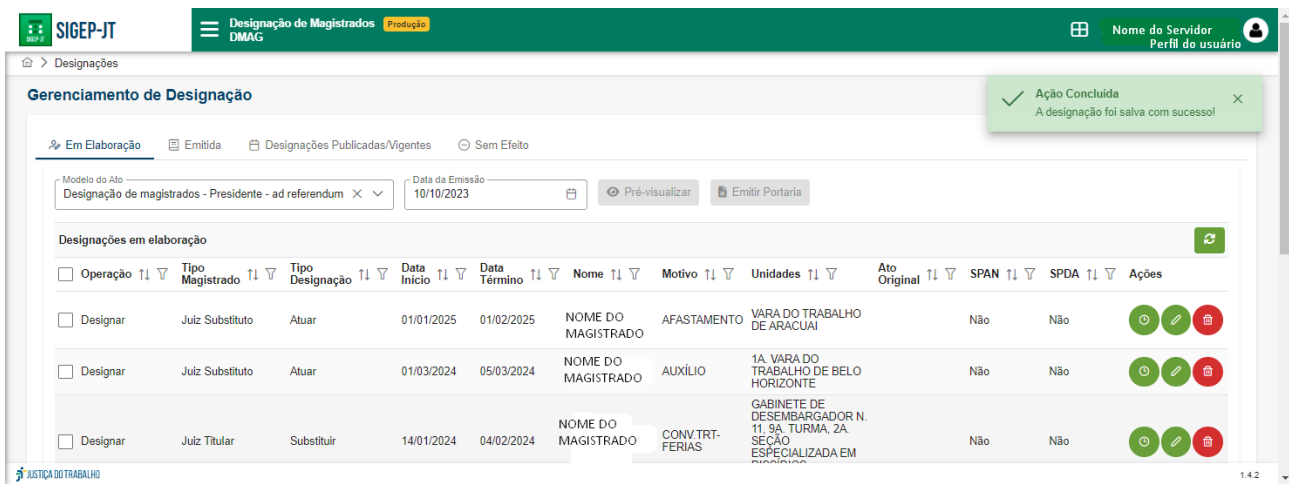 SIGEP-JT
SIGEP-JT
Designação de Magistrados Produção
DMAG
Nome do Servidor
Perfil do usuário
> Designações
Gerenciamento de Designação
Ação Concluída
A designação foi salva com sucesso!
Em Elaboração Emitida Designações Publicadas/Vigentes Sem Efeito
Modelo do Ato
Designação de magistrados - Presidente - ad referendum
Data da Emissão
10/10/2023
Pré-visualizar Emitir Portaria
Designações em elaboração
Operação Tipo Magistrado Tipo Designação Data Início Data Término Nome Motivo Unidades Ato Original SPAN SPDA Ações
Designar Juiz Substituto Atuar 01/01/2025 01/02/2025 NOME DO MAGISTRADO AFASTAMENTO VARA DO TRABALHO DE ARACUAI Não Não
Designar Juiz Substituto Atuar 01/03/2024 05/03/2024 NOME DO MAGISTRADO AUXÍLIO 1A. VARA DO TRABALHO DE BELO HORIZONTE Não Não
Designar Juiz Titular Substituir 14/01/2024 04/02/2024 NOME DO MAGISTRADO CONV.TRT-FERIAS GABINETE DE DESEMBARGADOR N. 11, 9A. TURMA, 2A. SEÇÃO ESPECIALIZADA EM Não Não
JUSTIÇA DO TRABALHO
1.4.2